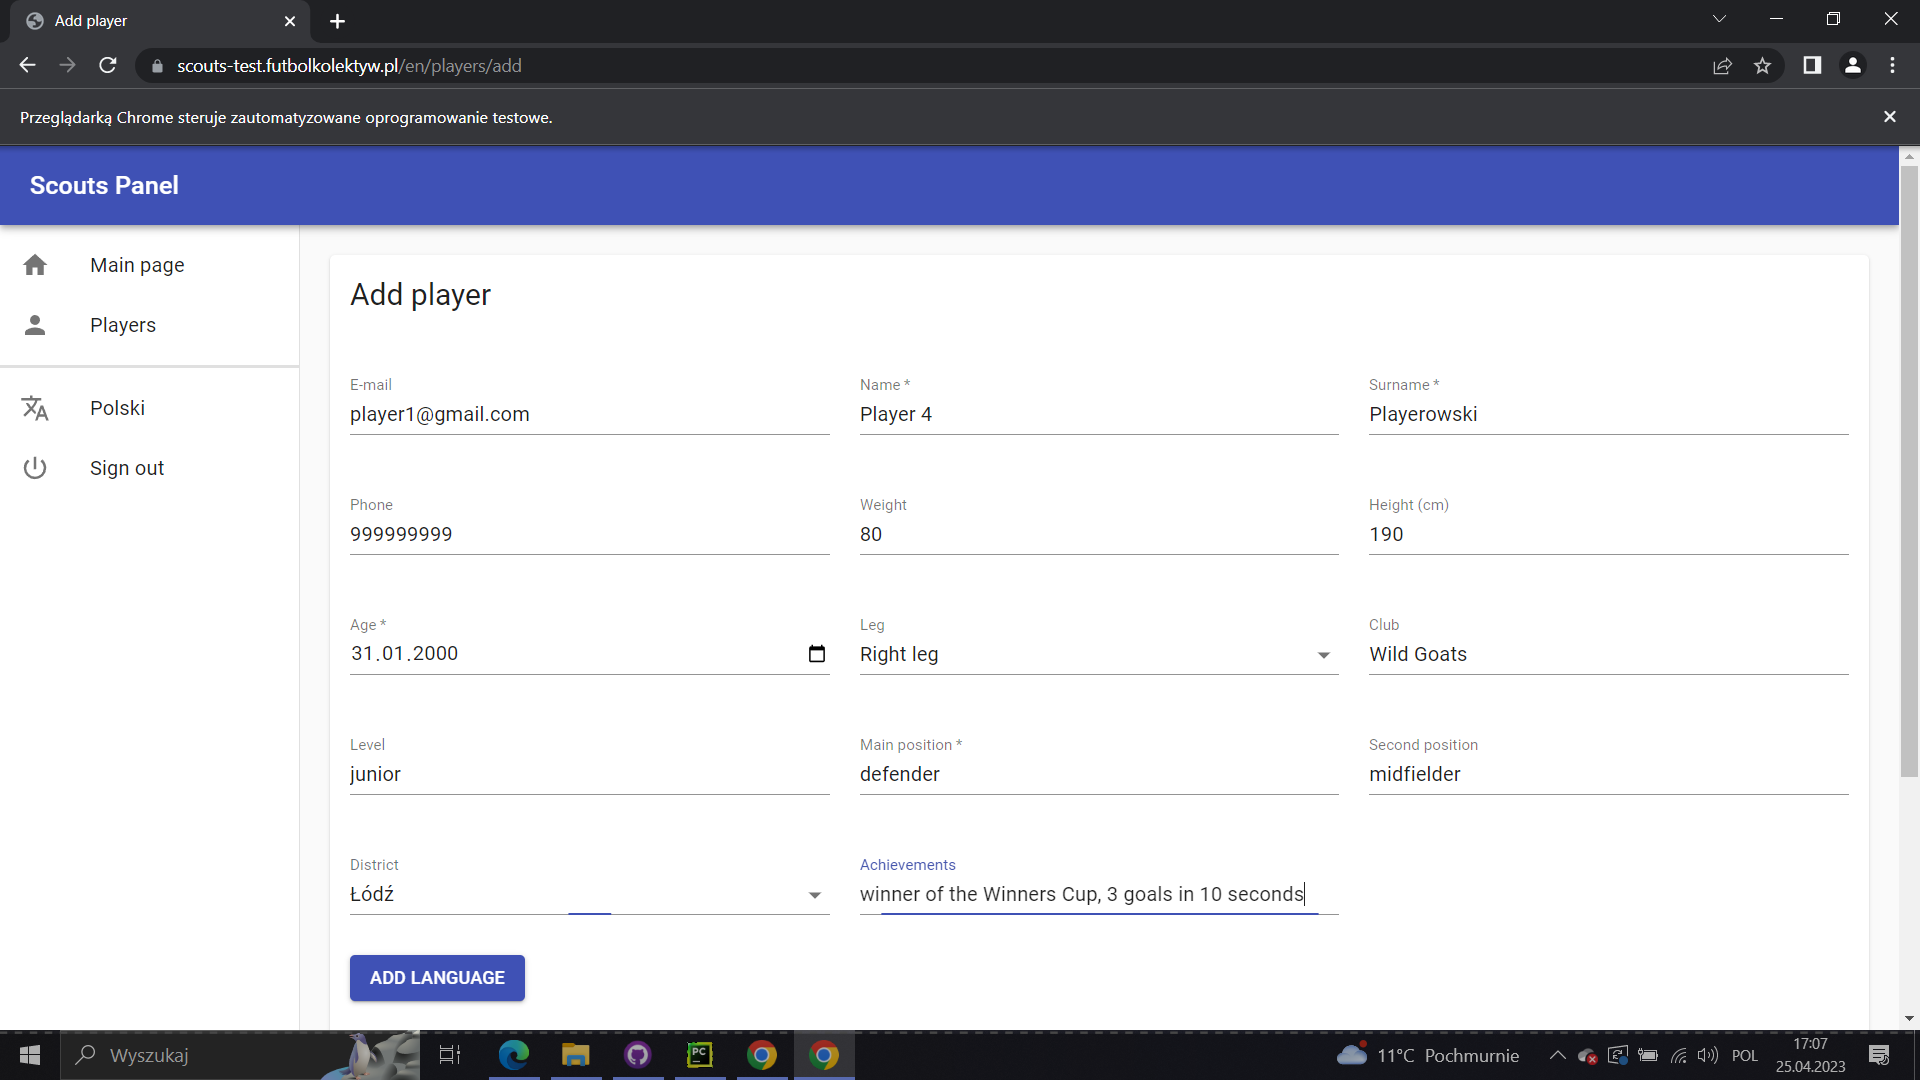 Add player
scouts-test.futbolkolektyw.pl/en/players/add
Przeglądarką Chrome steruje zautomatyzowane oprogramowanie testowe.
Scouts Panel
Main page
Players
Polski
Sign out
Add player
E-mail
player1@gmail.com
Name *
Player 4
Surname *
Playerowski
Phone
999999999
Weight
80
Height (cm)
190
Age *
31.01.2000
Leg
Right leg
Club
Wild Goats
Level
junior
Main position *
defender
Second position
midfielder
District
Łódź
Achievements
winner of the Winners Cup, 3 goals in 10 seconds
ADD LANGUAGE
Wyszukaj
PC
11°C Pochmurnie
POL
17:07
25.04.2023